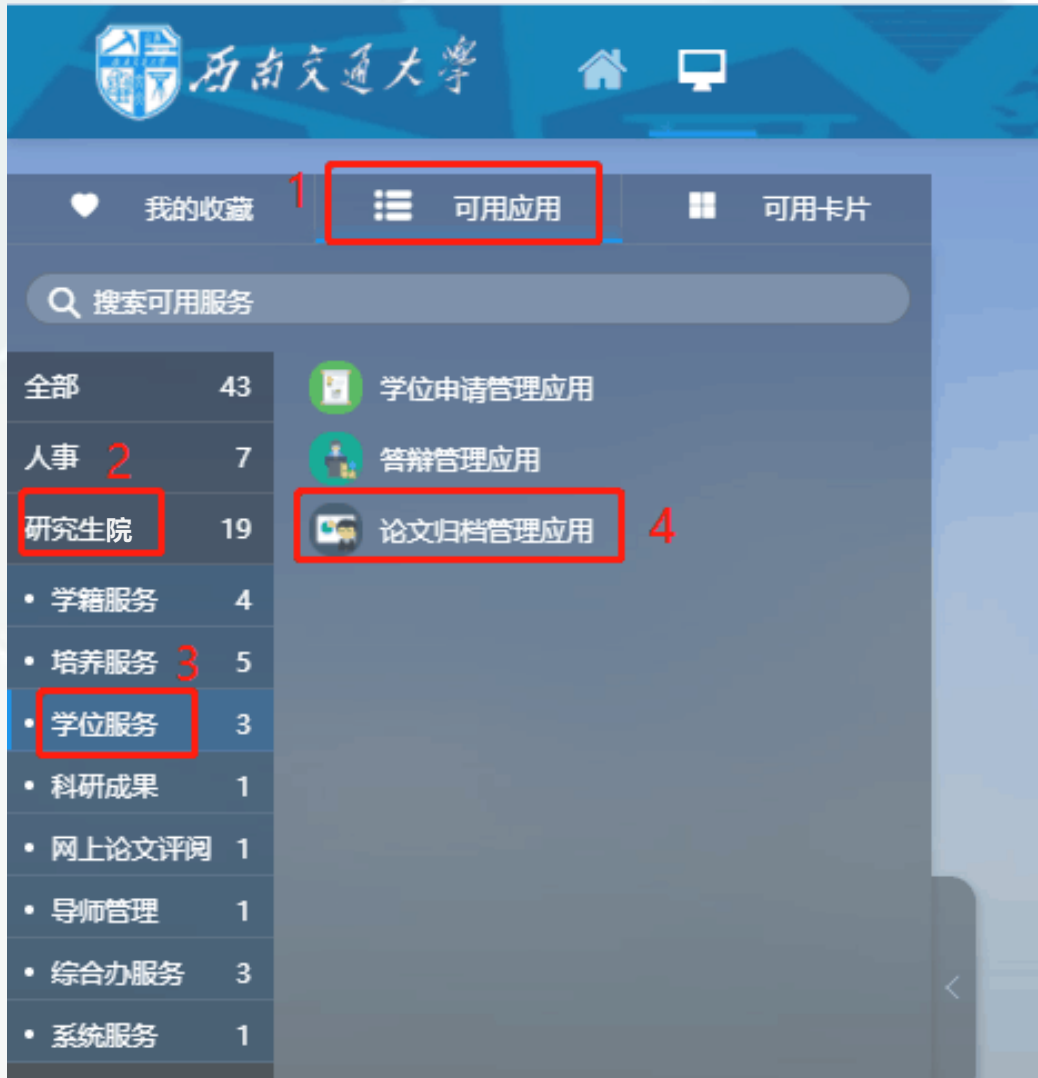 西南交通大学
1
我的收藏 可用应用 可用卡片
搜索可用服务
全部 43
人事 2 7
研究生院 19
学籍服务 4
培养服务 3 5
学位服务 3
科研成果 1
网上论文评阅 1
导师管理 1
综合办服务 3
系统服务 1
学位申请管理应用
答辩管理应用
论文归档管理应用 4